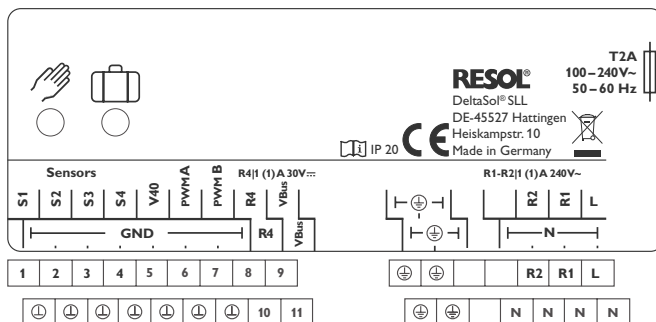 T2A
100–240V~
50–60 Hz
RESOL®
DeltaSol® SLL
DE-45527 Hattingen
Heiskampstr. 10
Made in Germany
i IP 20 CE
Sensors R4|1 (1) A 30V⎓ R1-R2|1 (1) A 240V~
S1 S2 S3 S4 V40 PWM A PWM B R4 VBus R2 R1 L
GND R4 VBus N
1 2 3 4 5 6 7 8 9 R2 R1 L
10 11 N N N N